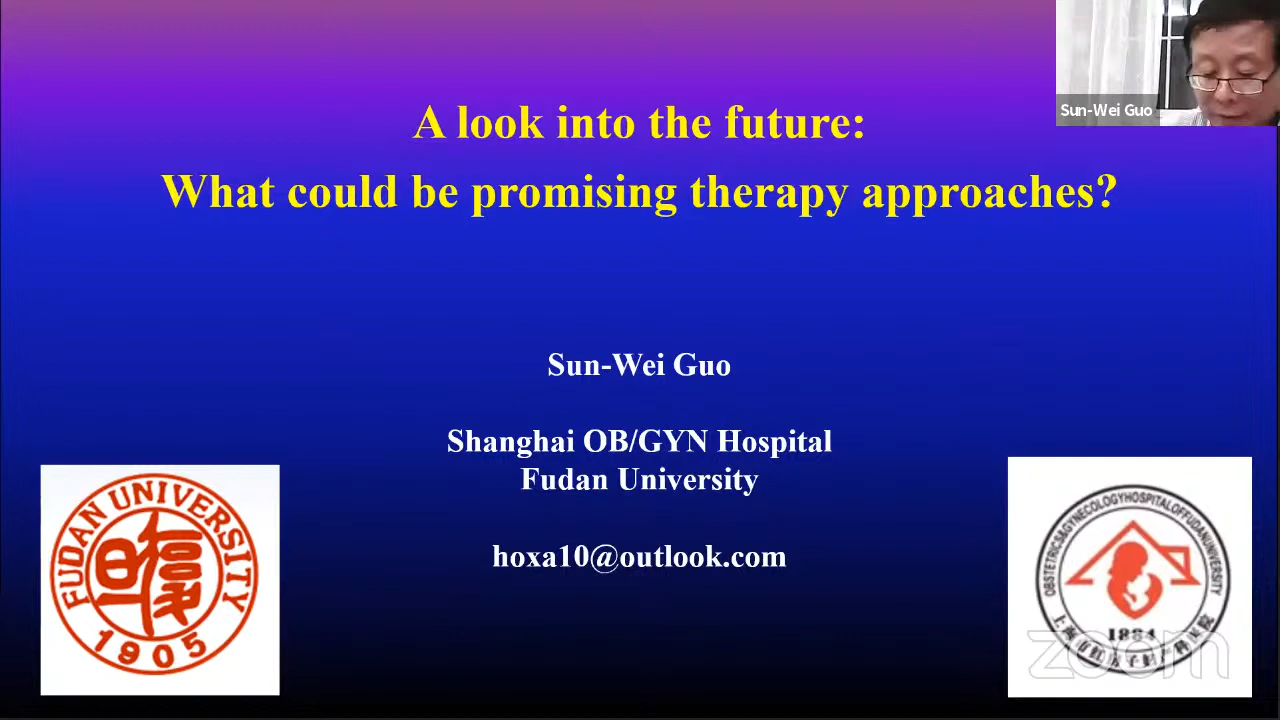 A look into the future:
What could be promising therapy approaches?
Sun-Wei Guo
Sun-Wei Guo
Shanghai OB/GYN Hospital
Fudan University
hoxa10@outlook.com
FUDAN UNIVERSITY
1905
OBSTETRICS&GYNECOLOGYHOSPITALOFFUDANUNIVERSITY
1884
zoom